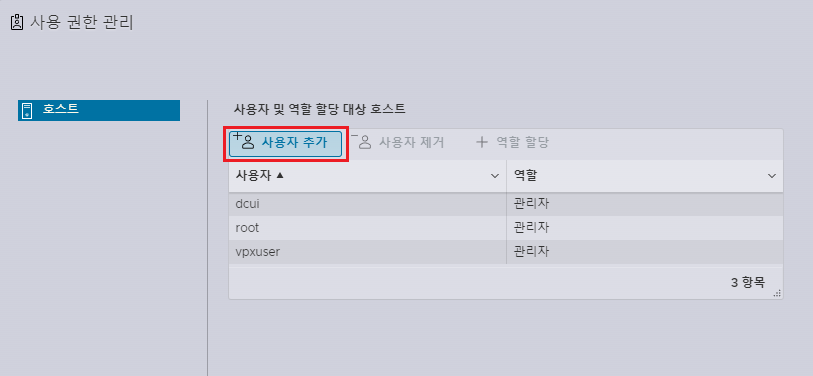 사용 권한 관리
호스트
사용자 및 역할 할당 대상 호스트
사용자 추가 사용자 제거 역할 할당
사용자 역할
dcui 관리자
root 관리자
vpxuser 관리자
3 항목